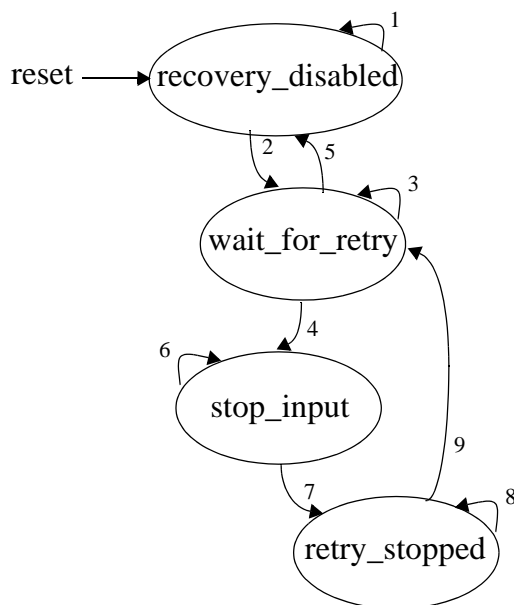 1
reset
recovery_disabled
2
5
3
wait_for_retry
4
6
stop_input
9
7
8
retry_stopped